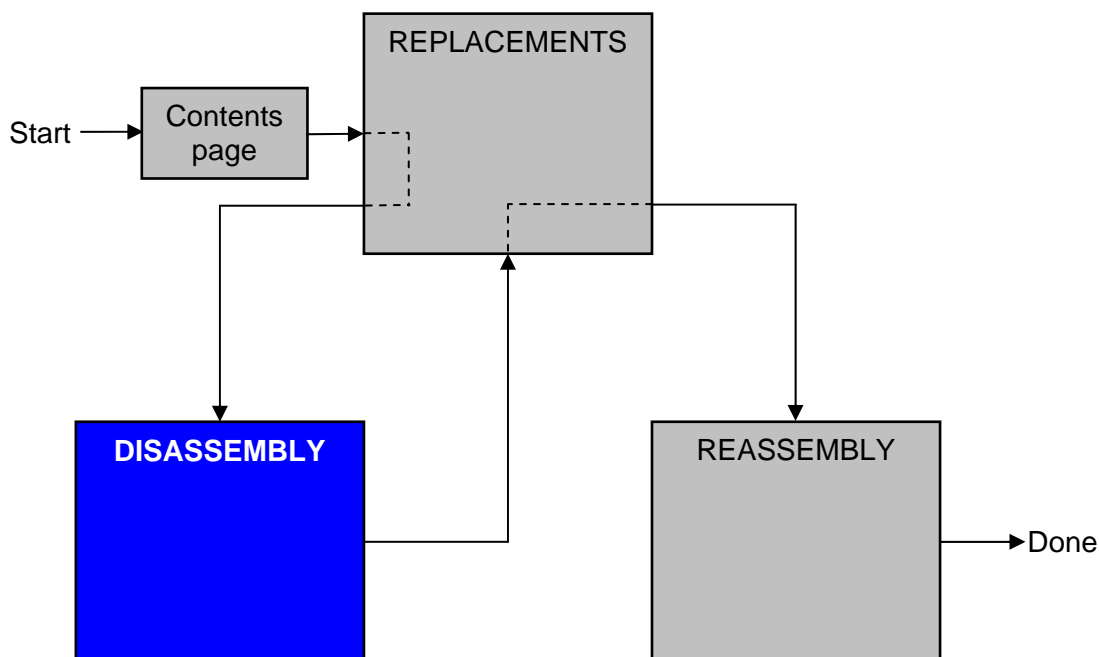 REPLACEMENTS
Start
Contents
page
DISASSEMBLY
REASSEMBLY
Done